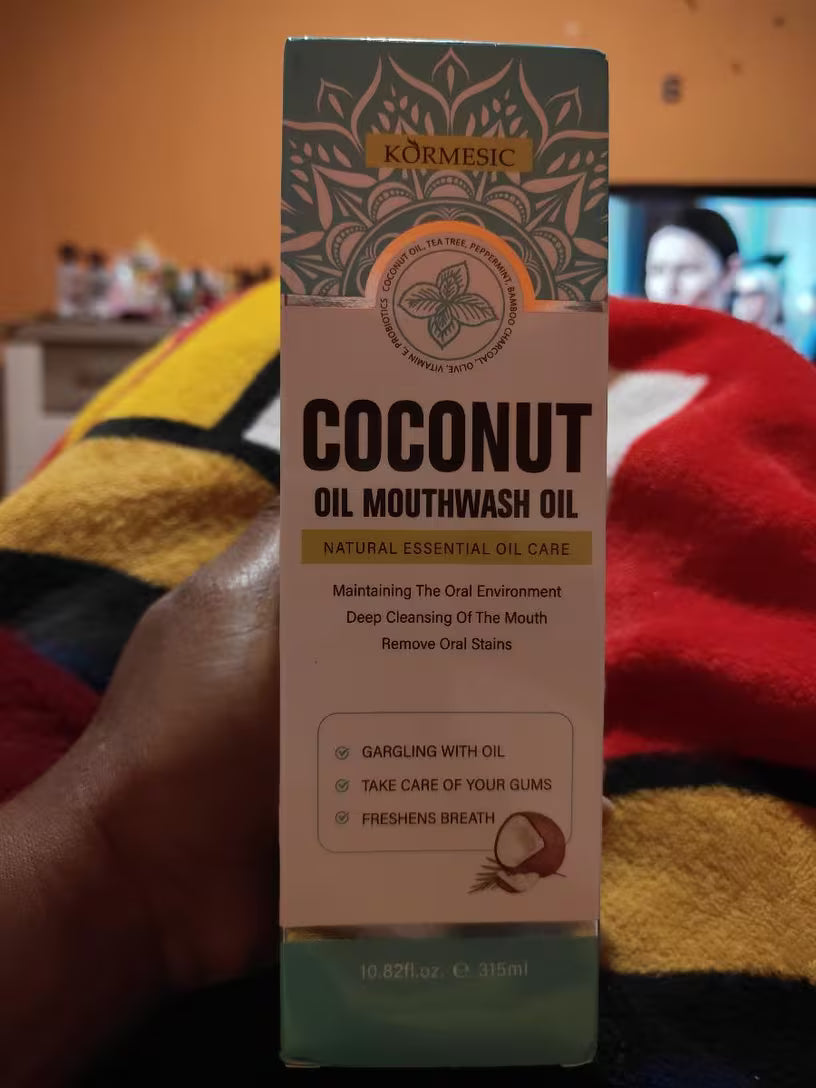 KORMESIC
COCONUT OIL, TEA TREE, PEPPERMINT, BAMBOO CHARCOAL, OLIVE, VITAMIN E, PROBIOTICS
COCONUT
OIL MOUTHWASH OIL
NATURAL ESSENTIAL OIL CARE
Maintaining The Oral Environment
Deep Cleansing Of The Mouth
Remove Oral Stains
GARGLING WITH OIL
TAKE CARE OF YOUR GUMS
FRESHENS BREATH
10.82fl.oz. ℮ 315ml